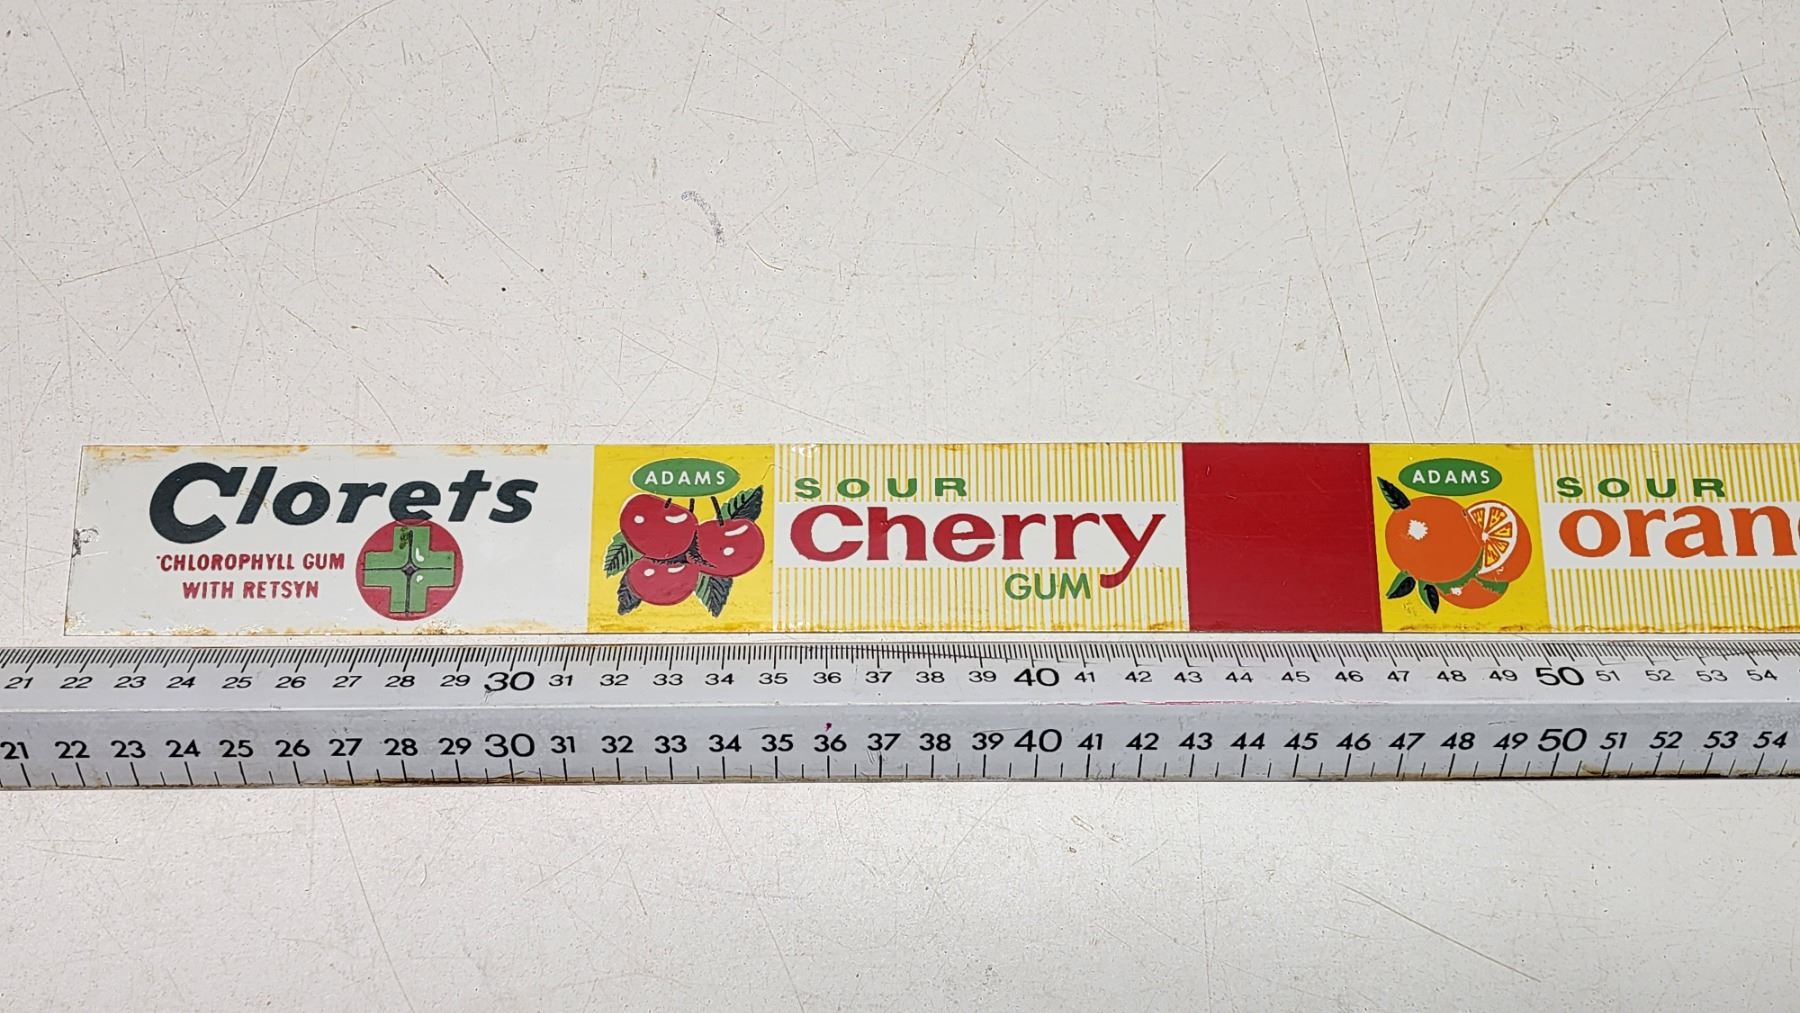 Clorets
CHLOROPHYLL GUM
WITH RETSYN
ADAMS
SOUR
Cherry
GUM
ADAMS
SOUR
oran
21 22 23 24 25 26 27 28 29 30 31 32 33 34 35 36 37 38 39 40 41 42 43 44 45 46 47 48 49 50 51 52 53 54
21 22 23 24 25 26 27 28 29 30 31 32 33 34 35 36 37 38 39 40 41 42 43 44 45 46 47 48 49 50 51 52 53 54